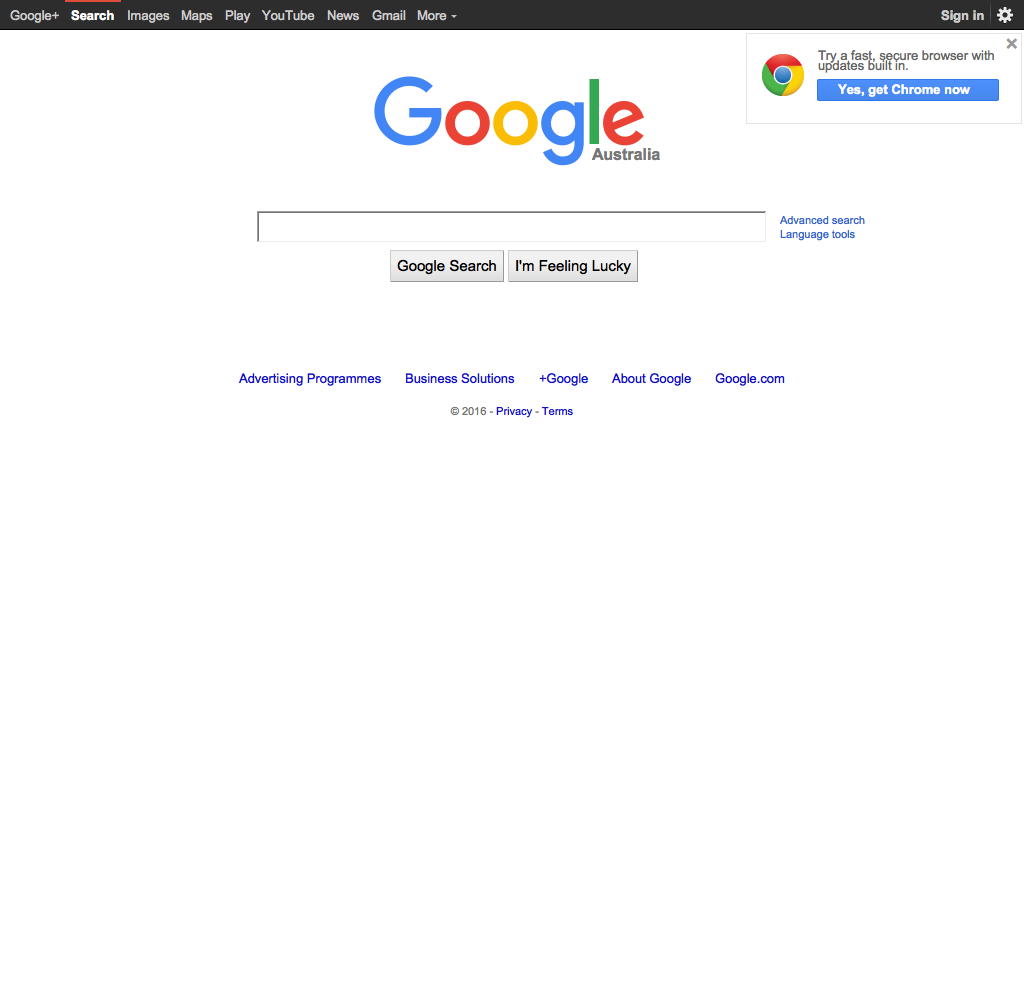 Google+ Search Images Maps Play YouTube News Gmail More Sign in
Try a fast, secure browser with
updates built in.
Yes, get Chrome now
Google
Australia
Advanced search
Language tools
Google Search I'm Feeling Lucky
Advertising Programmes Business Solutions +Google About Google Google.com
© 2016 - Privacy - Terms